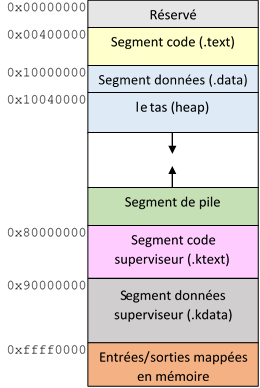 0x00000000
Réservé
0x00400000
Segment code (.text)
0x10000000
Segment données (.data)
0x10040000
le tas (heap)
Segment de pile
0x80000000
Segment code
superviseur (.ktext)
0x90000000
Segment données
superviseur (.kdata)
0xffff0000
Entrées/sorties mappées
en mémoire